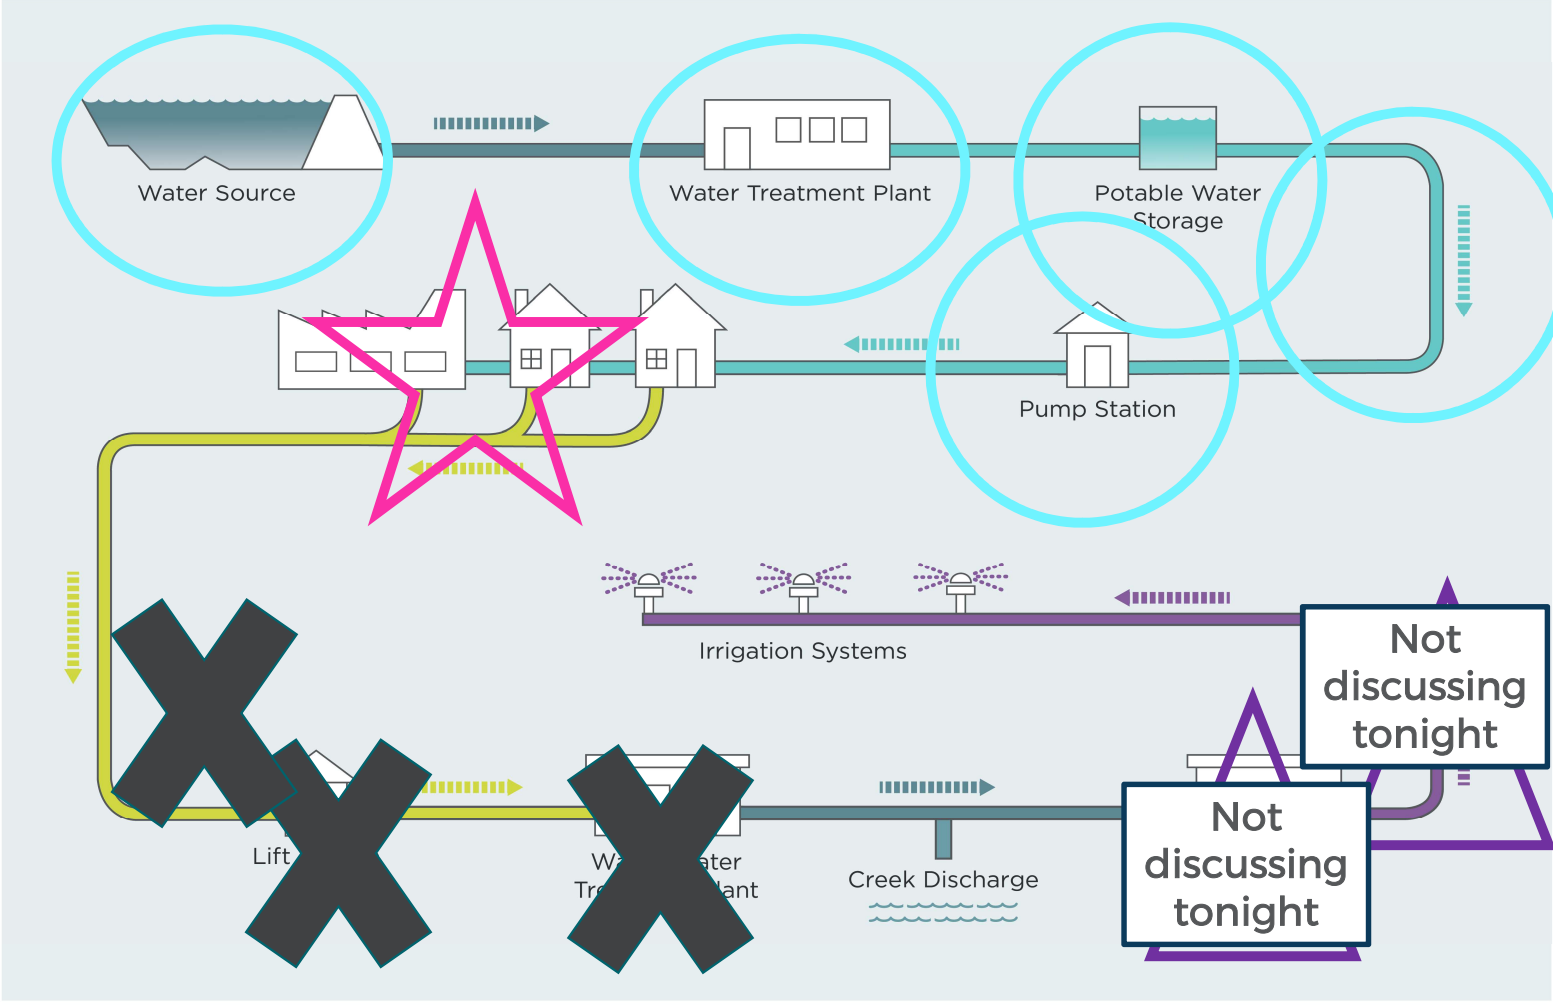 Water Source
Water Treatment Plant
Potable Water
Storage
Pump Station
Irrigation Systems
Not
discussing
tonight
Lift
Creek Discharge
Not
discussing
tonight